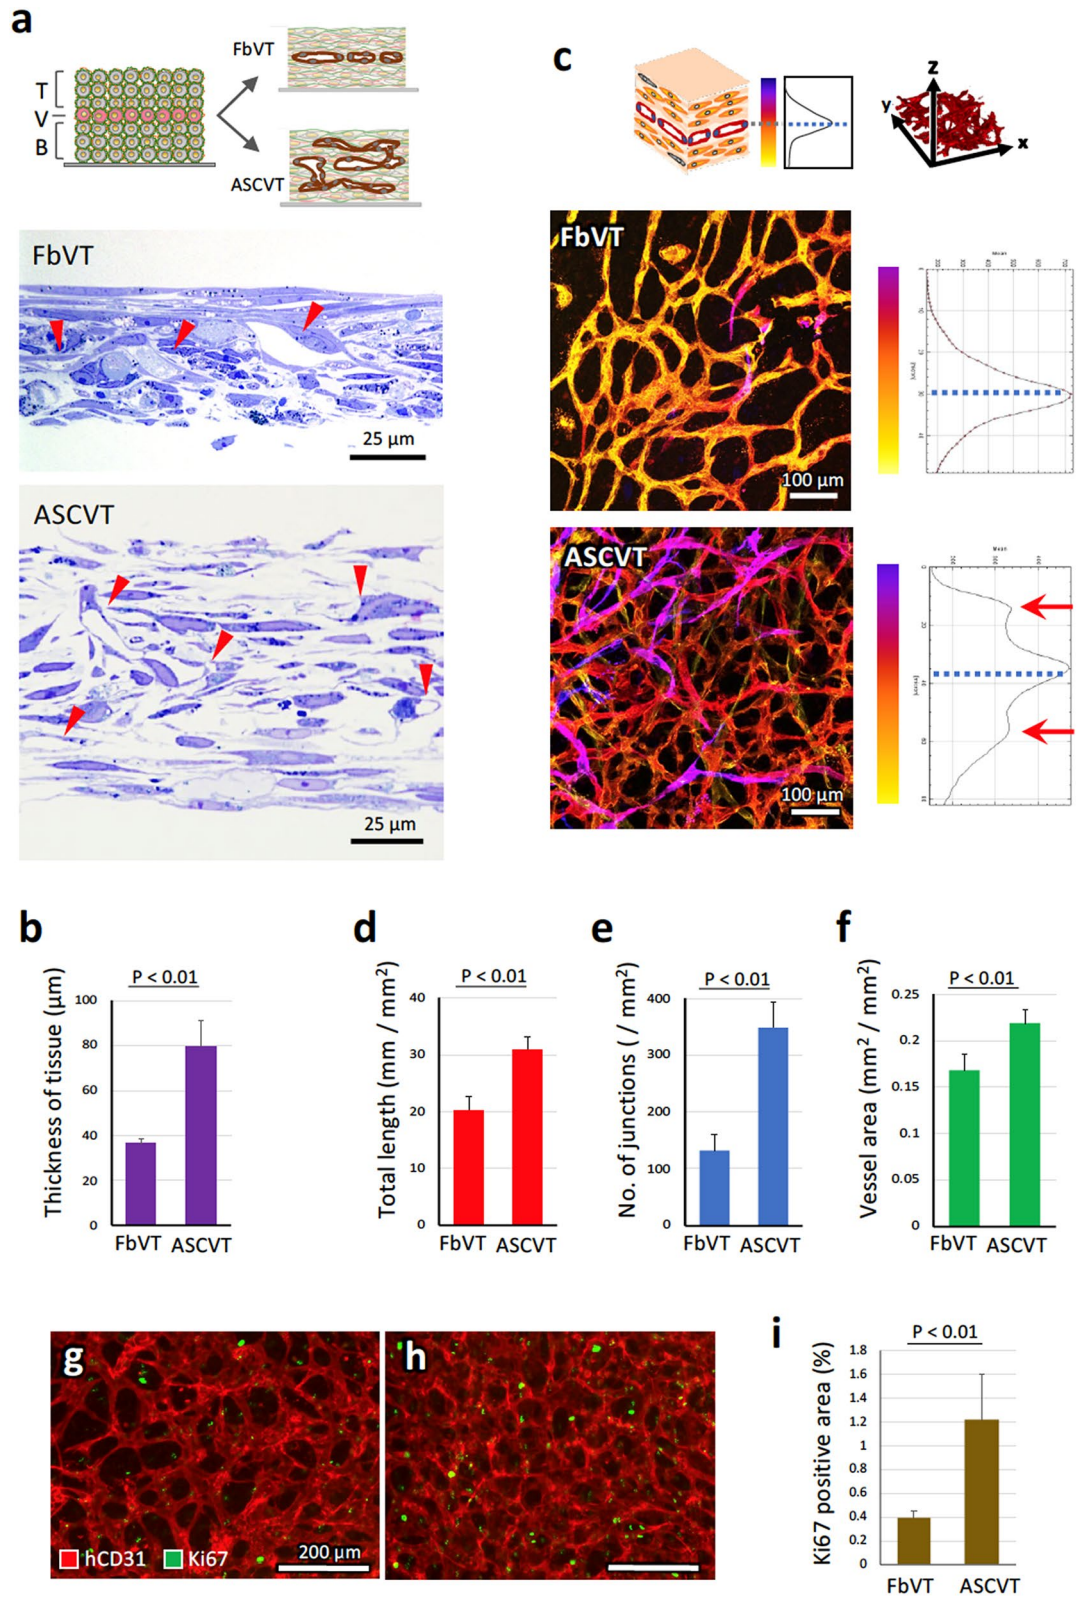 a
FbVT
T
V
B
ASCVT
FbVT
25 µm
ASCVT
25 µm
c
z
y
x
FbVT
100 µm
ASCVT
100 µm
b
P < 0.01
Thickness of tissue (µm)
100
80
60
40
20
0
FbVT ASCVT
d
P < 0.01
Total length (mm / mm²)
40
30
20
10
0
FbVT ASCVT
e
P < 0.01
No. of junctions ( / mm²)
400
300
200
100
0
FbVT ASCVT
f
P < 0.01
Vessel area (mm² / mm²)
0.25
0.2
0.15
0.1
0.05
0
FbVT ASCVT
g
hCD31 Ki67
200 µm
h
i
P < 0.01
Ki67 positive area (%)
1.8
1.6
1.4
1.2
1
0.8
0.6
0.4
0.2
0
FbVT ASCVT